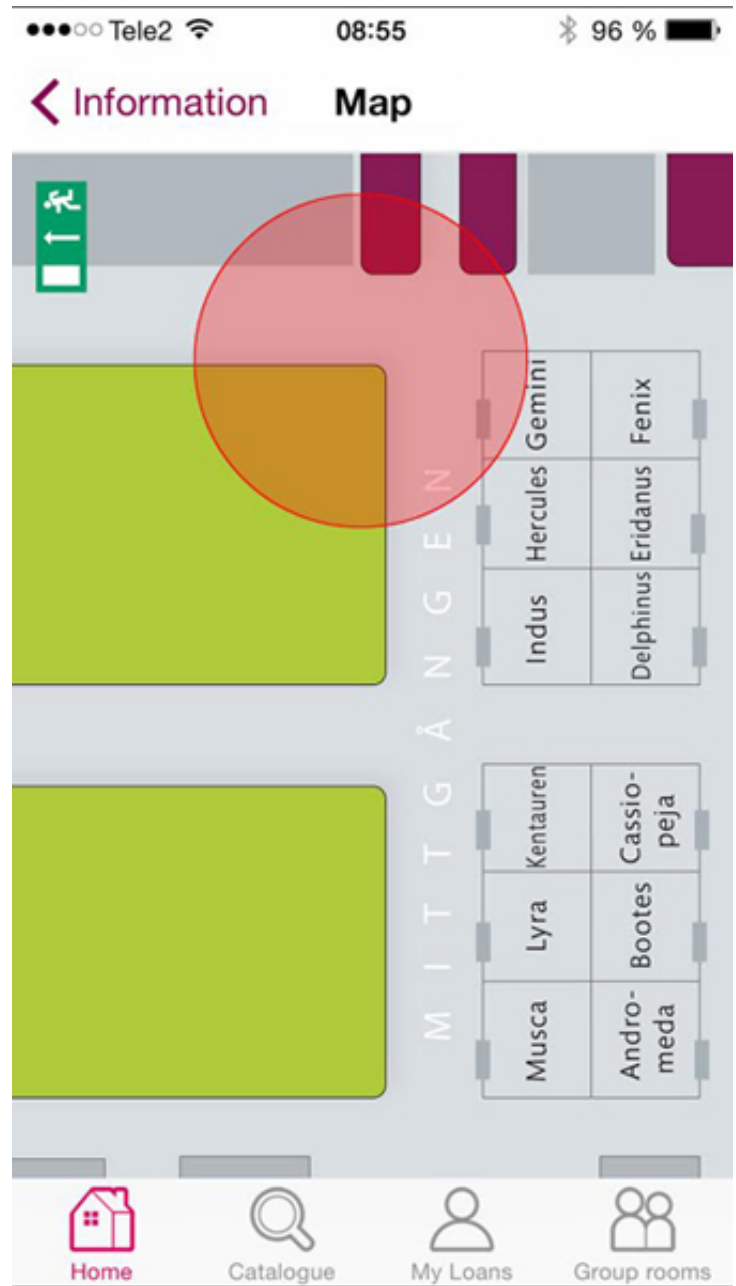 Tele2 08:55 96 %
Information Map
Gemini
Fenix
Hercules
Eridanus
Indus
Delphinus
MITTGÅNGEN
Kentauren
Cassio-
peja
Lyra
Bootes
Musca
Andro-
meda
Home Catalogue My Loans Group rooms